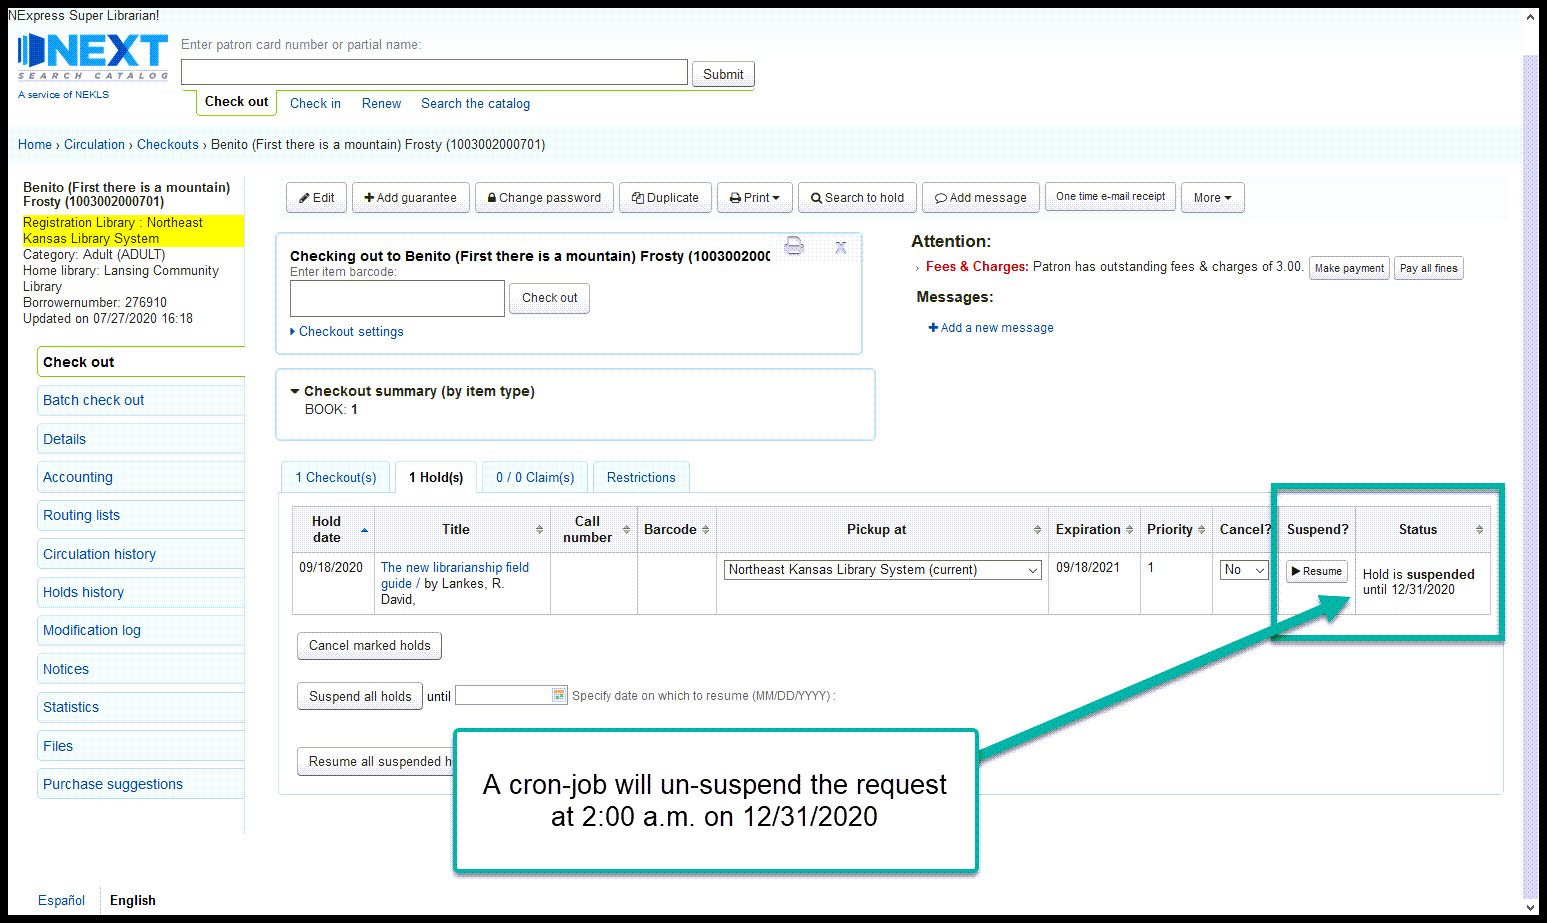 NExpress Super Librarian!
NEXT
SEARCH CATALOG
A service of NEKLS
Enter patron card number or partial name:
Submit
Check out
Check in
Renew
Search the catalog
Home › Circulation › Checkouts › Benito (First there is a mountain) Frosty (1003002000701)
Benito (First there is a mountain)
Frosty (1003002000701)
Registration Library : Northeast
Kansas Library System
Category: Adult (ADULT)
Home library: Lansing Community
Library
Borrowernumber: 276910
Updated on 07/27/2020 16:18
Check out
Batch check out
Details
Accounting
Routing lists
Circulation history
Holds history
Modification log
Notices
Statistics
Files
Purchase suggestions
Edit
Add guarantee
Change password
Duplicate
Print
Search to hold
Add message
One time e-mail receipt
More
Checking out to Benito (First there is a mountain) Frosty (100300200
X
Enter item barcode:
Check out
Checkout settings
Attention:
› Fees & Charges: Patron has outstanding fees & charges of 3.00.
Make payment
Pay all fines
Messages:
Add a new message
Checkout summary (by item type)
BOOK: 1
1 Checkout(s)
1 Hold(s)
0 / 0 Claim(s)
Restrictions
Hold
date
Title
Call
number
Barcode
Pickup at
Expiration
Priority
Cancel?
Suspend?
Status
09/18/2020
The new librarianship field
guide / by Lankes, R.
David,
Northeast Kansas Library System (current)
09/18/2021
1
No
Resume
Hold is suspended
until 12/31/2020
Cancel marked holds
Suspend all holds
until
Specify date on which to resume (MM/DD/YYYY) :
Resume all suspended h
A cron-job will un-suspend the request
at 2:00 a.m. on 12/31/2020
Español
English